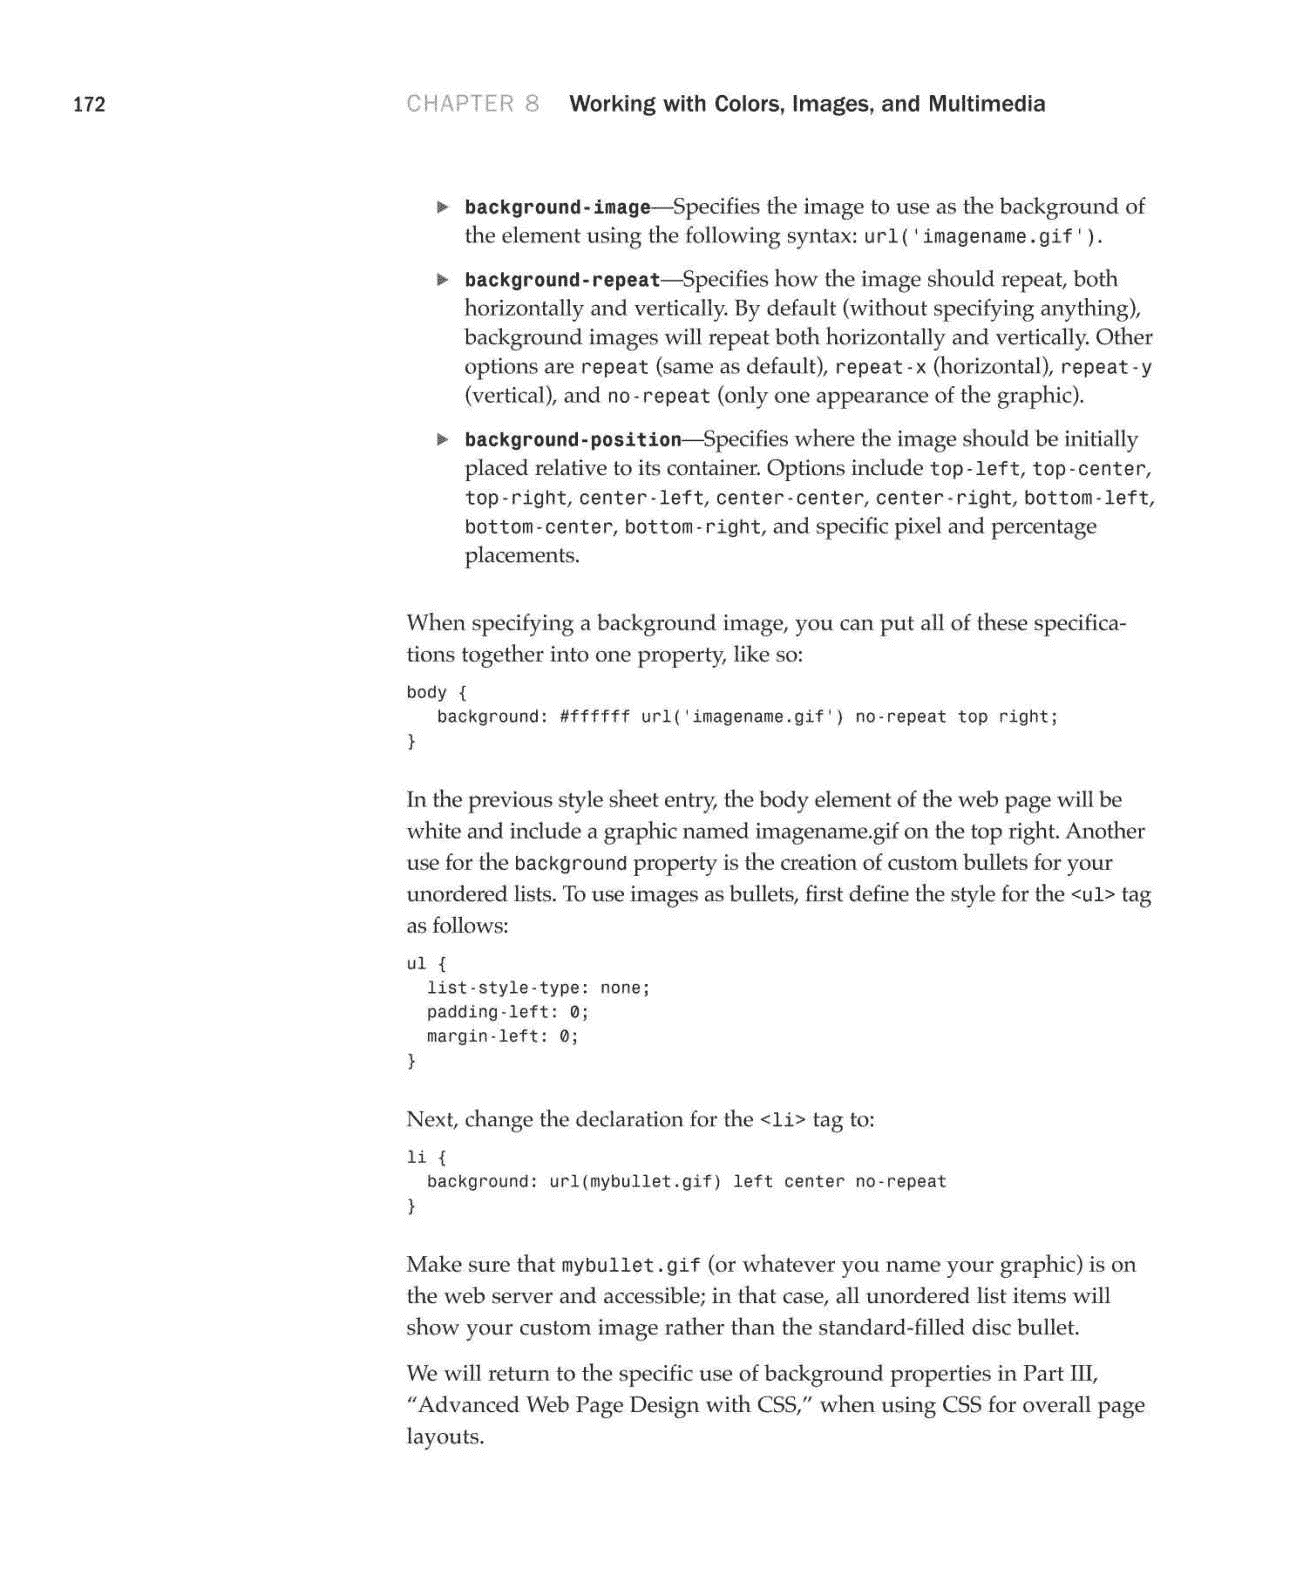 172
CHAPTER 8 Working with Colors, Images, and Multimedia
▶ background-image—Specifies the image to use as the background of
the element using the following syntax: url('imagename.gif').
▶ background-repeat—Specifies how the image should repeat, both
horizontally and vertically. By default (without specifying anything),
background images will repeat both horizontally and vertically. Other
options are repeat (same as default), repeat-x (horizontal), repeat-y
(vertical), and no-repeat (only one appearance of the graphic).
▶ background-position—Specifies where the image should be initially
placed relative to its container. Options include top-left, top-center,
top-right, center-left, center-center, center-right, bottom-left,
bottom-center, bottom-right, and specific pixel and percentage
placements.
When specifying a background image, you can put all of these specifica-
tions together into one property, like so:
body {
   background: #ffffff url('imagename.gif') no-repeat top right;
}
In the previous style sheet entry, the body element of the web page will be
white and include a graphic named imagename.gif on the top right. Another
use for the background property is the creation of custom bullets for your
unordered lists. To use images as bullets, first define the style for the <ul> tag
as follows:
ul {
  list-style-type: none;
  padding-left: 0;
  margin-left: 0;
}
Next, change the declaration for the <li> tag to:
li {
  background: url(mybullet.gif) left center no-repeat
}
Make sure that mybullet.gif (or whatever you name your graphic) is on
the web server and accessible; in that case, all unordered list items will
show your custom image rather than the standard-filled disc bullet.
We will return to the specific use of background properties in Part III,
“Advanced Web Page Design with CSS,” when using CSS for overall page
layouts.